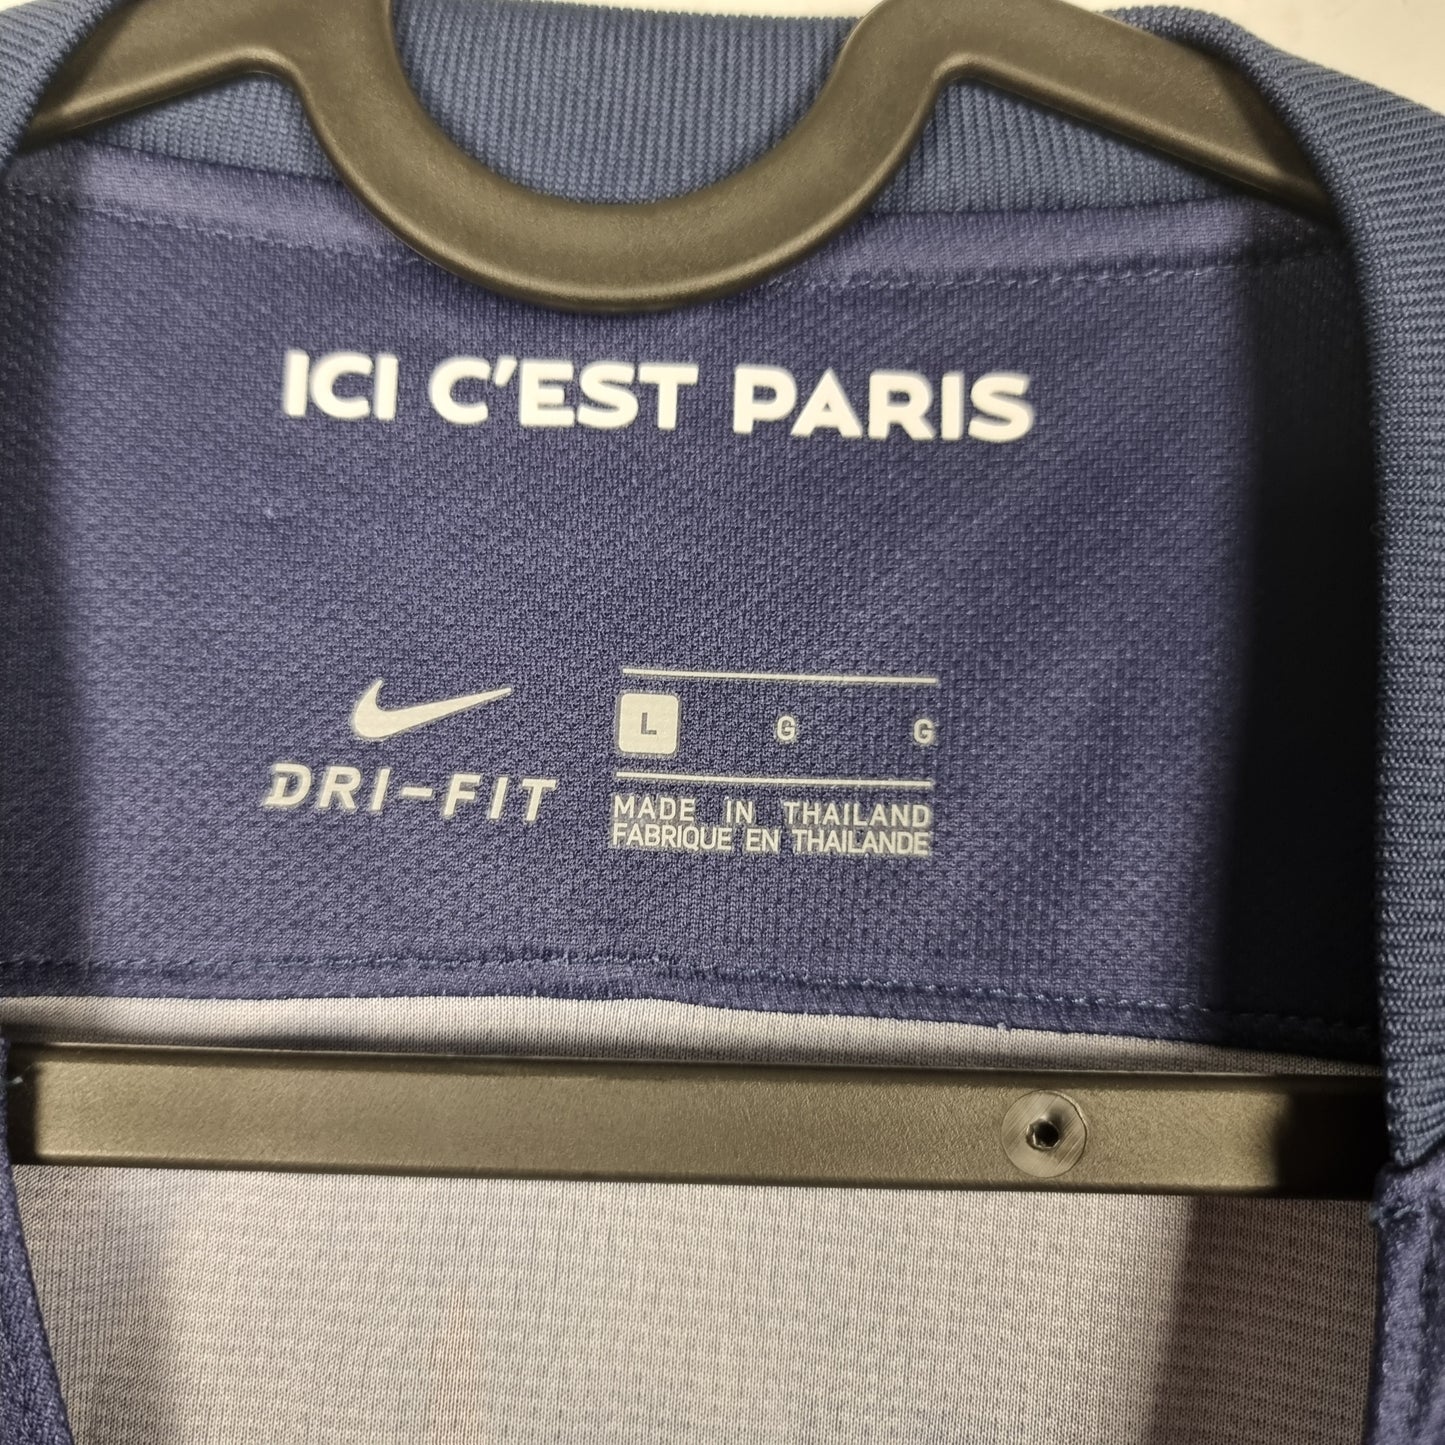 ICI C'EST PARIS
DRI-FIT
L G G
MADE IN THAILAND
FABRIQUE EN THAILANDE